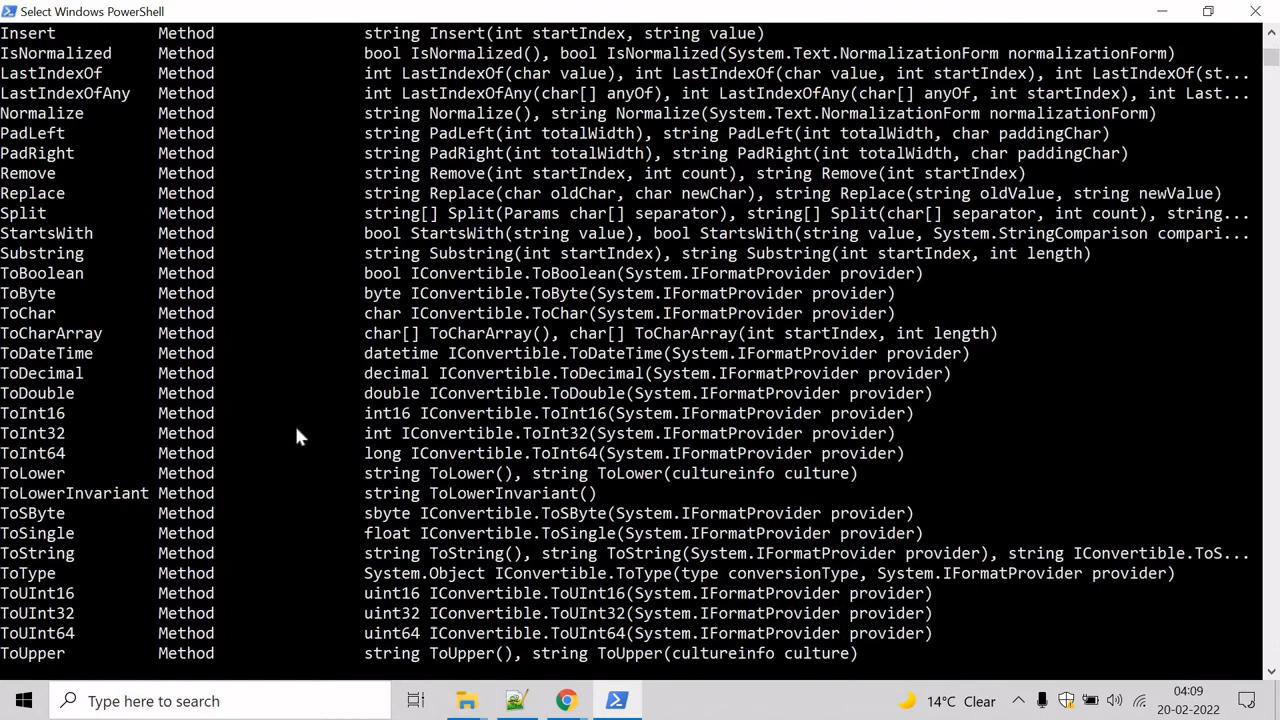 Select Windows PowerShell
Insert Method string Insert(int startIndex, string value)
IsNormalized Method bool IsNormalized(), bool IsNormalized(System.Text.NormalizationForm normalizationForm)
LastIndexOf Method int LastIndexOf(char value), int LastIndexOf(char value, int startIndex), int LastIndexOf(st...
LastIndexOfAny Method int LastIndexOfAny(char[] anyOf), int LastIndexOfAny(char[] anyOf, int startIndex), int Last...
Normalize Method string Normalize(), string Normalize(System.Text.NormalizationForm normalizationForm)
PadLeft Method string PadLeft(int totalWidth), string PadLeft(int totalWidth, char paddingChar)
PadRight Method string PadRight(int totalWidth), string PadRight(int totalWidth, char paddingChar)
Remove Method string Remove(int startIndex, int count), string Remove(int startIndex)
Replace Method string Replace(char oldChar, char newChar), string Replace(string oldValue, string newValue)
Split Method string[] Split(Params char[] separator), string[] Split(char[] separator, int count), string...
StartsWith Method bool StartsWith(string value), bool StartsWith(string value, System.StringComparison compari...
Substring Method string Substring(int startIndex), string Substring(int startIndex, int length)
ToBoolean Method bool IConvertible.ToBoolean(System.IFormatProvider provider)
ToByte Method byte IConvertible.ToByte(System.IFormatProvider provider)
ToChar Method char IConvertible.ToChar(System.IFormatProvider provider)
ToCharArray Method char[] ToCharArray(), char[] ToCharArray(int startIndex, int length)
ToDateTime Method datetime IConvertible.ToDateTime(System.IFormatProvider provider)
ToDecimal Method decimal IConvertible.ToDecimal(System.IFormatProvider provider)
ToDouble Method double IConvertible.ToDouble(System.IFormatProvider provider)
ToInt16 Method int16 IConvertible.ToInt16(System.IFormatProvider provider)
ToInt32 Method int IConvertible.ToInt32(System.IFormatProvider provider)
ToInt64 Method long IConvertible.ToInt64(System.IFormatProvider provider)
ToLower Method string ToLower(), string ToLower(cultureinfo culture)
ToLowerInvariant Method string ToLowerInvariant()
ToSByte Method sbyte IConvertible.ToSByte(System.IFormatProvider provider)
ToSingle Method float IConvertible.ToSingle(System.IFormatProvider provider)
ToString Method string ToString(), string ToString(System.IFormatProvider provider), string IConvertible.ToS...
ToType Method System.Object IConvertible.ToType(type conversionType, System.IFormatProvider provider)
ToUInt16 Method uint16 IConvertible.ToUInt16(System.IFormatProvider provider)
ToUInt32 Method uint32 IConvertible.ToUInt32(System.IFormatProvider provider)
ToUInt64 Method uint64 IConvertible.ToUInt64(System.IFormatProvider provider)
ToUpper Method string ToUpper(), string ToUpper(cultureinfo culture)
Type here to search
14°C Clear
04:09
20-02-2022